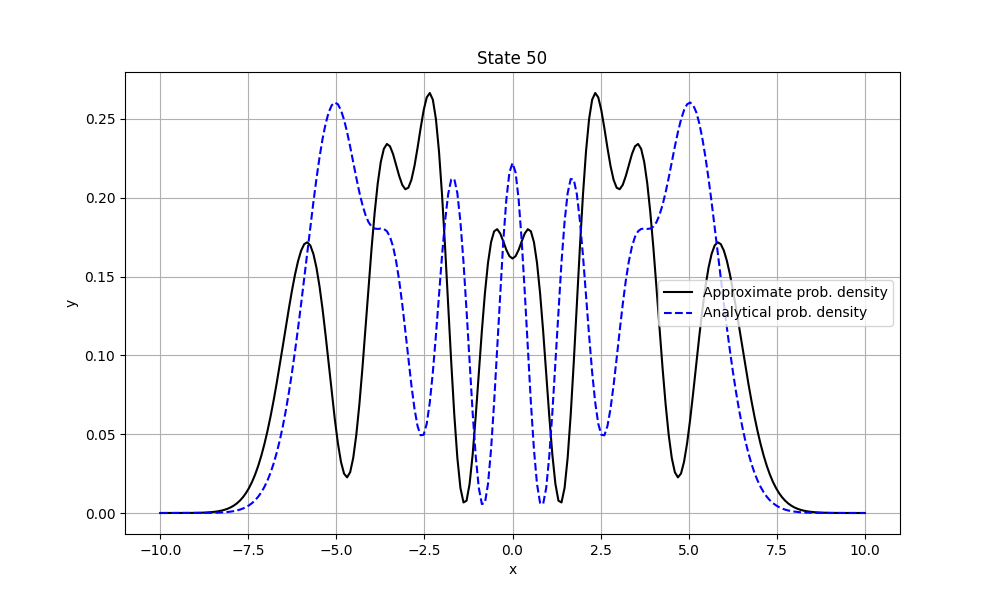 State 50
y
0.25
0.20
0.15
0.10
0.05
0.00
Approximate prob. density
Analytical prob. density
−10.0 −7.5 −5.0 −2.5 0.0 2.5 5.0 7.5 10.0
x